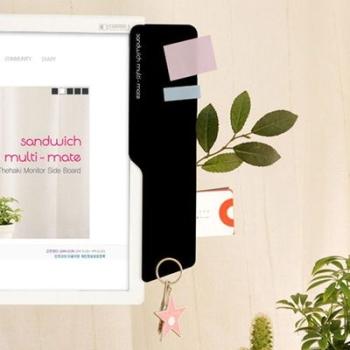 sandwich multi-mate
COMMUNITY DIARY
sandwich
multi-mate
Thehaki Monitor Side Board